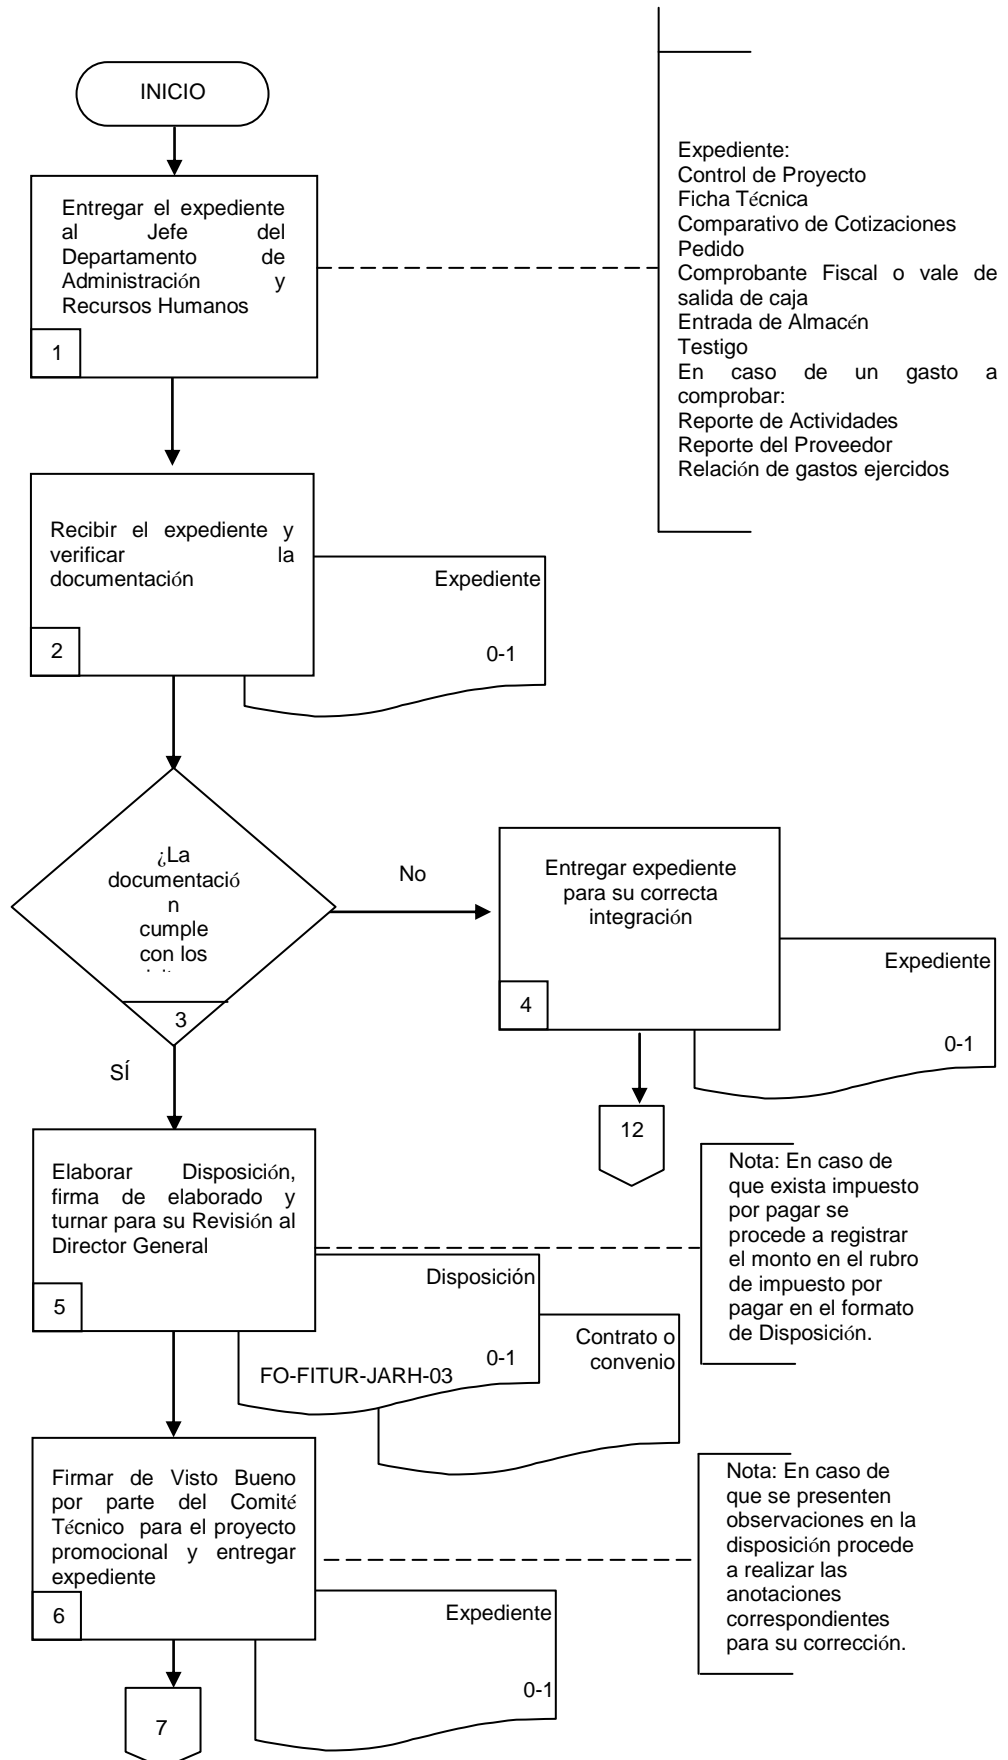 INICIO
Entregar el expediente
al Jefe del
Departamento de
Administración y
Recursos Humanos
1
Expediente:
Control de Proyecto
Ficha Técnica
Comparativo de Cotizaciones
Pedido
Comprobante Fiscal o vale de
salida de caja
Entrada de Almacén
Testigo
En caso de un gasto a
comprobar:
Reporte de Actividades
Reporte del Proveedor
Relación de gastos ejercidos
Recibir el expediente y
verificar la
documentación
2
Expediente
0-1
¿La
documentació
n
cumple
con los
3
No
SÍ
Entregar expediente
para su correcta
integración
4
Expediente
0-1
12
Elaborar Disposición,
firma de elaborado y
turnar para su Revisión al
Director General
5
Disposición
0-1
FO-FITUR-JARH-03
Contrato o
convenio
Nota: En caso de
que exista impuesto
por pagar se
procede a registrar
el monto en el rubro
de impuesto por
pagar en el formato
de Disposición.
Firmar de Visto Bueno
por parte del Comité
Técnico para el proyecto
promocional y entregar
expediente
6
Expediente
0-1
Nota: En caso de
que se presenten
observaciones en la
disposición procede
a realizar las
anotaciones
correspondientes
para su corrección.
7